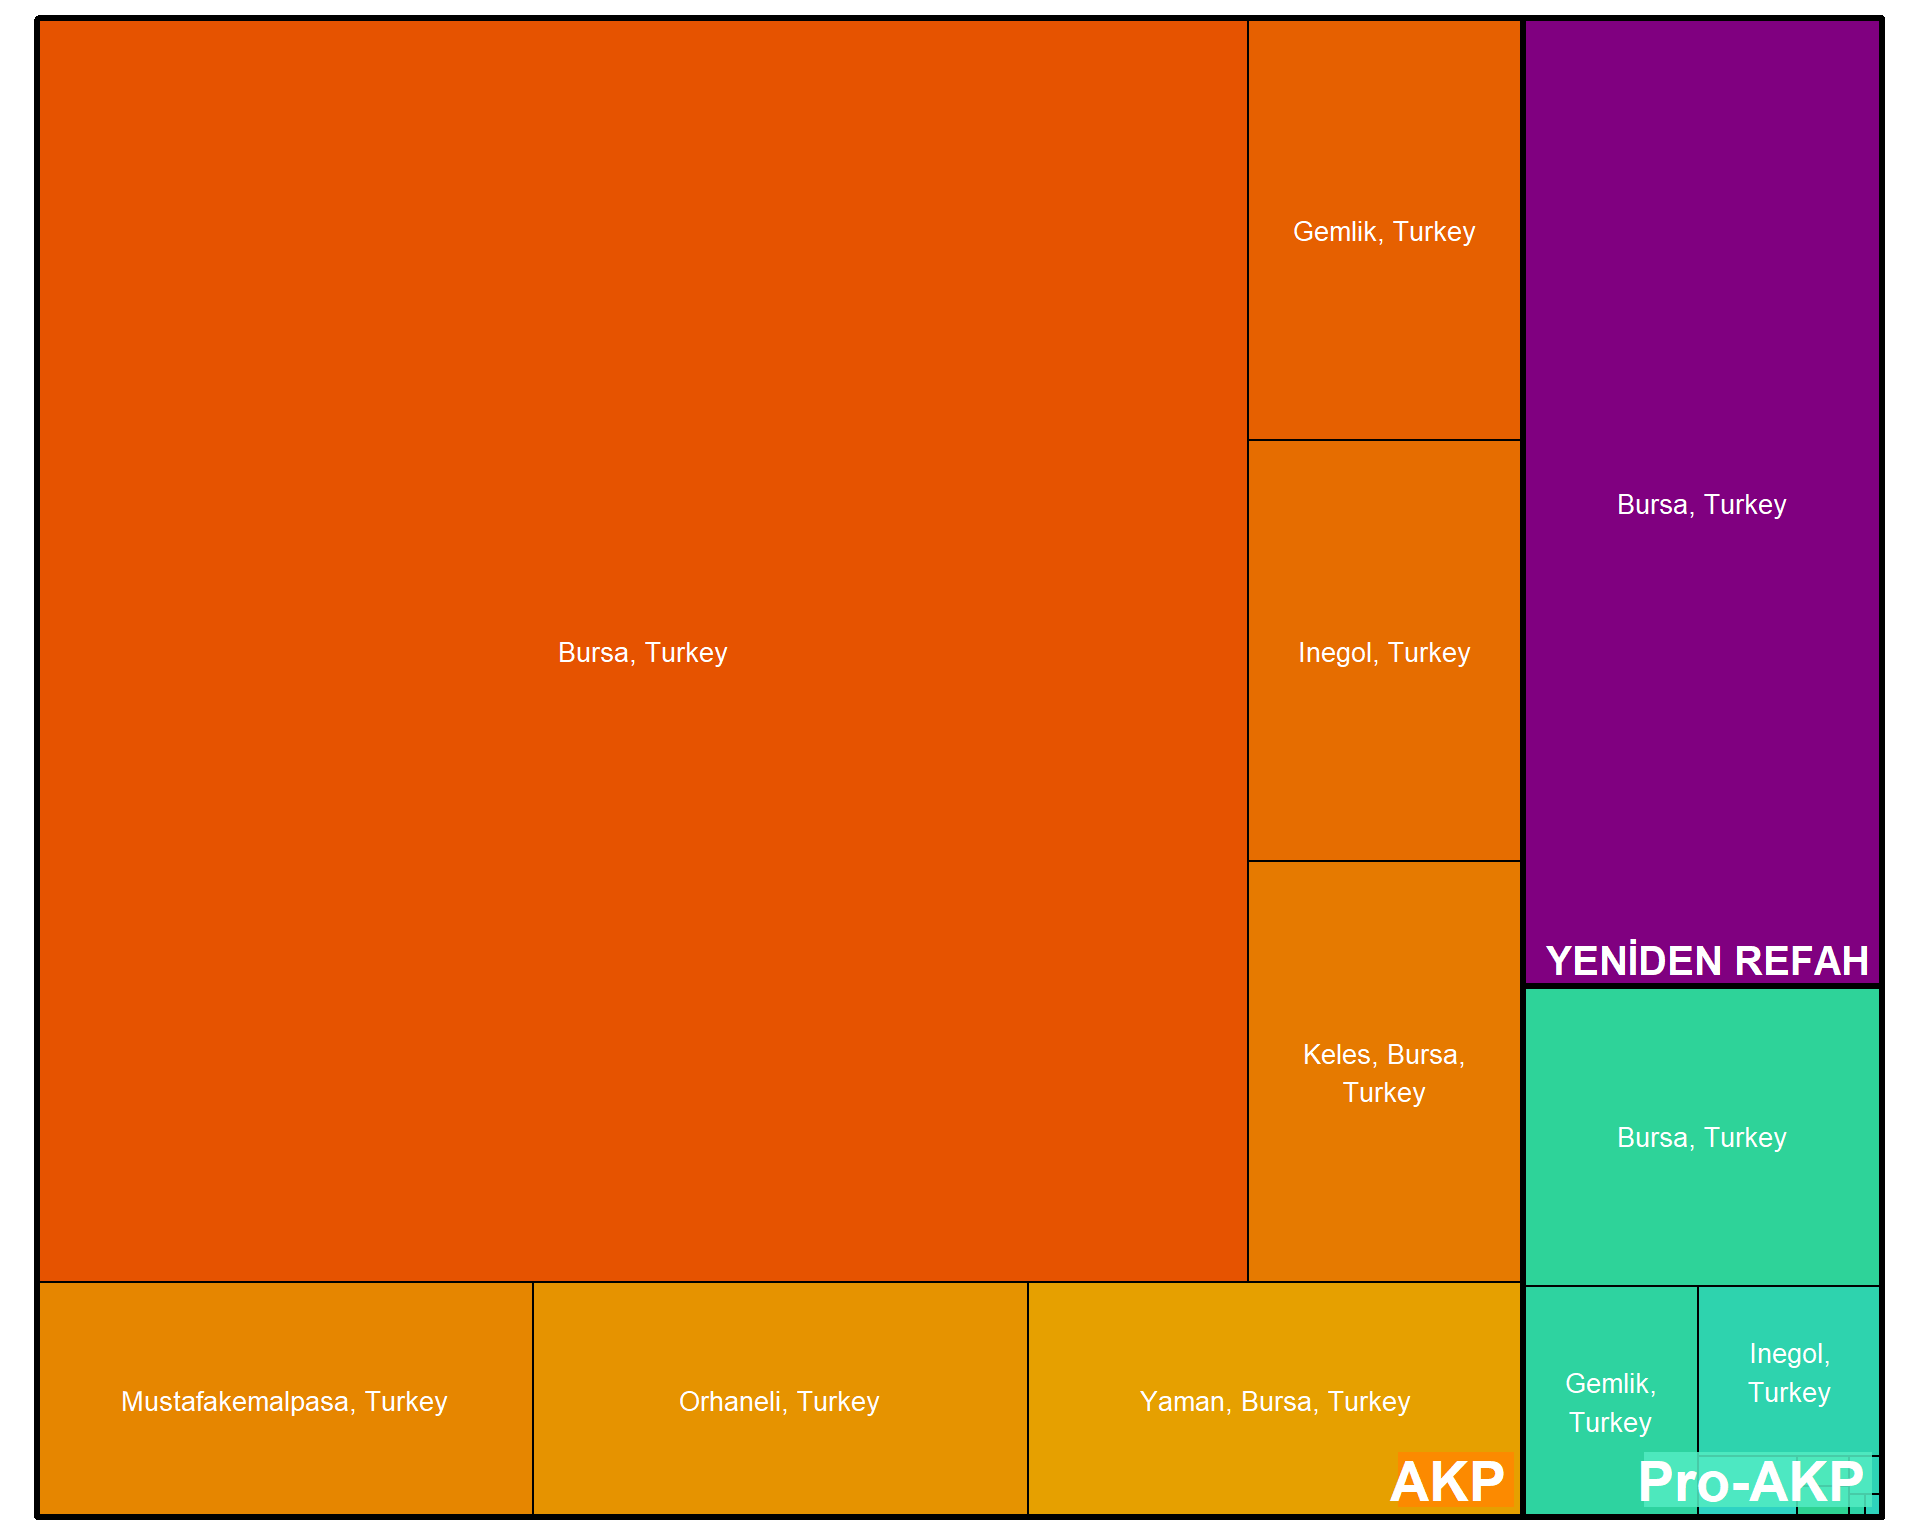 Bursa, Turkey
Gemlik, Turkey
Inegol, Turkey
Keles, Bursa,
Turkey
Mustafakemalpasa, Turkey
Orhaneli, Turkey
Yaman, Bursa, Turkey
AKP
Bursa, Turkey
YENİDEN REFAH
Bursa, Turkey
Gemlik,
Turkey
Inegol,
Turkey
Pro-AKP